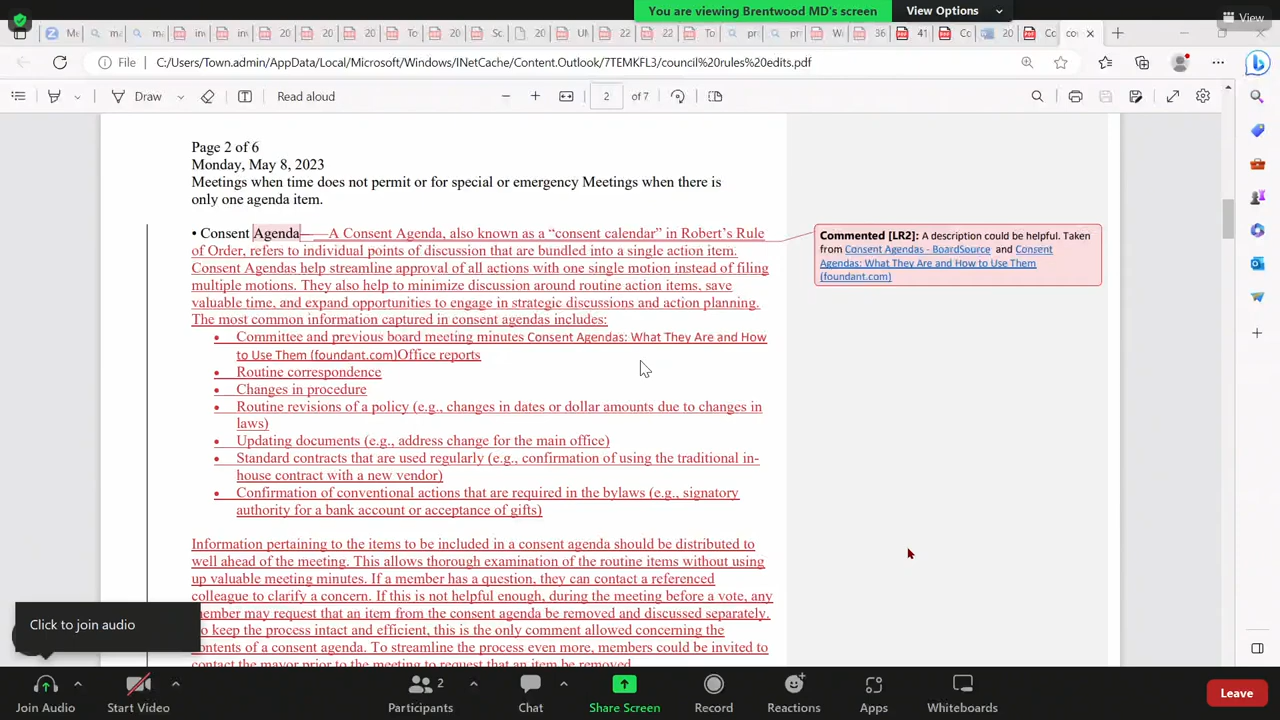 You are viewing Brentwood MD's screen
View Options
View
File
C:/Users/Town.admin/AppData/Local/Microsoft/Windows/INetCache/Content.Outlook/7TEMKFL3/council%20rules%20edits.pdf
Draw
Read aloud
2
of 7
Page 2 of 6
Monday, May 8, 2023
Meetings when time does not permit or for special or emergency Meetings when there is
only one agenda item.
• Consent Agenda— A Consent Agenda, also known as a “consent calendar” in Robert’s Rule
of Order, refers to individual points of discussion that are bundled into a single action item.
Consent Agendas help streamline approval of all actions with one single motion instead of filing
multiple motions. They also help to minimize discussion around routine action items, save
valuable time, and expand opportunities to engage in strategic discussions and action planning.
The most common information captured in consent agendas includes:
• Committee and previous board meeting minutes Consent Agendas: What They Are and How
to Use Them (foundant.com)Office reports
• Routine correspondence
• Changes in procedure
• Routine revisions of a policy (e.g., changes in dates or dollar amounts due to changes in
laws)
• Updating documents (e.g., address change for the main office)
• Standard contracts that are used regularly (e.g., confirmation of using the traditional in-
house contract with a new vendor)
• Confirmation of conventional actions that are required in the bylaws (e.g., signatory
authority for a bank account or acceptance of gifts)
Information pertaining to the items to be included in a consent agenda should be distributed to
well ahead of the meeting. This allows thorough examination of the routine items without using
up valuable meeting minutes. If a member has a question, they can contact a referenced
colleague to clarify a concern. If this is not helpful enough, during the meeting before a vote, any
member may request that an item from the consent agenda be removed and discussed separately.
To keep the process intact and efficient, this is the only comment allowed concerning the
contents of a consent agenda. To streamline the process even more, members could be invited to
contact the mayor prior to the meeting to request that an item be removed.
Commented [LR2]: A description could be helpful. Taken
from Consent Agendas - BoardSource and Consent
Agendas: What They Are and How to Use Them
(foundant.com)
Click to join audio
Join Audio
Start Video
2
Participants
Chat
Share Screen
Record
Reactions
Apps
Whiteboards
Leave